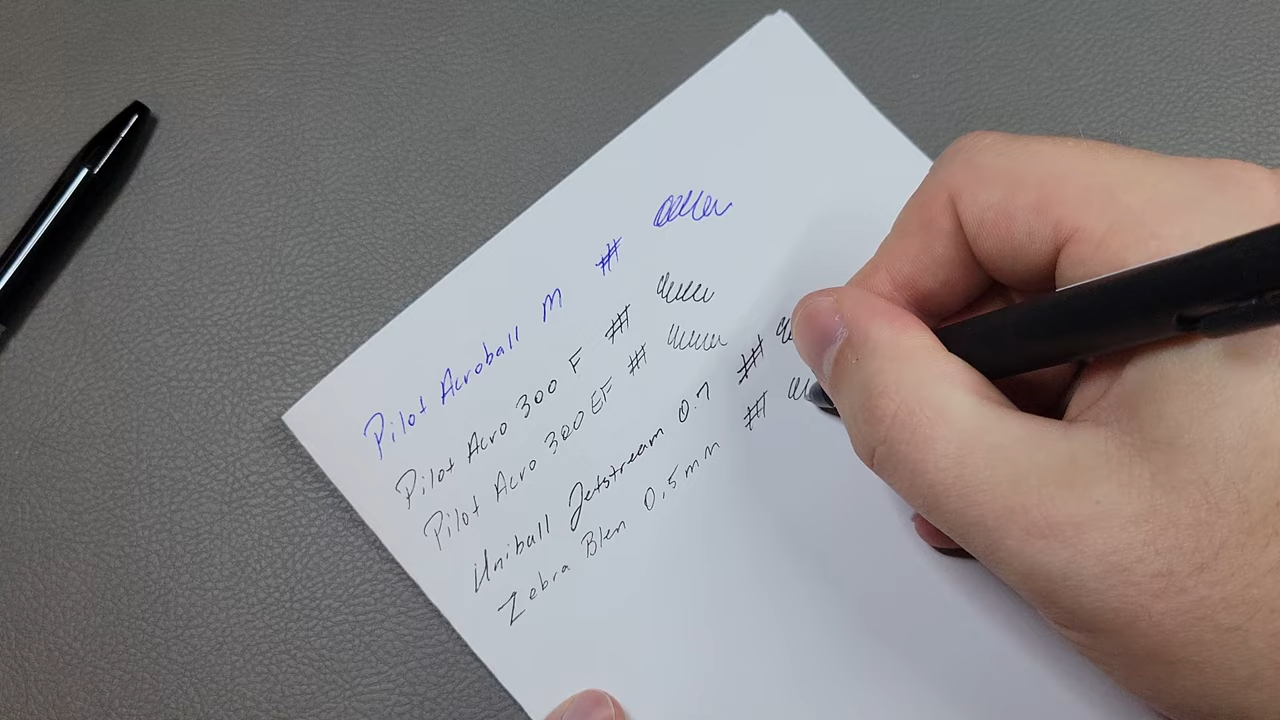 Pilot Acroball M #
Pilot Acro 300 F #
Pilot Acro 300 EF #
Uniball Jetstream 0.7 #
Zebra Blen 0.5mm #